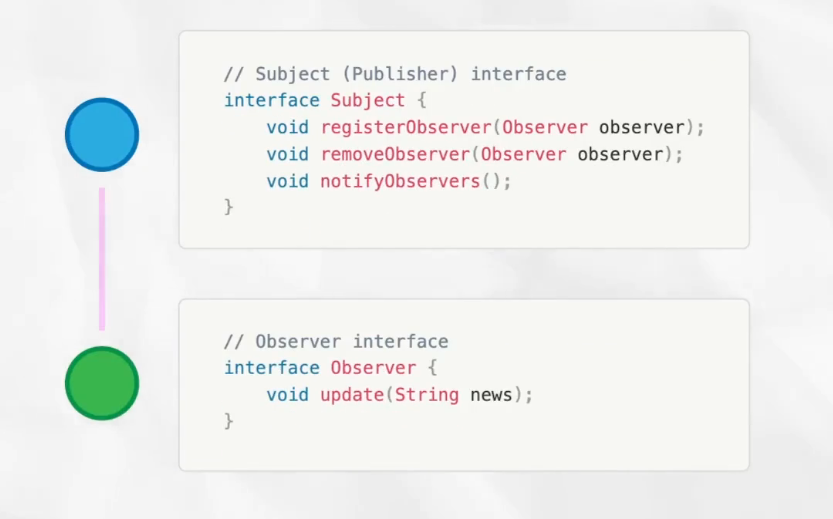 // Subject (Publisher) interface
interface Subject {
    void registerObserver(Observer observer);
    void removeObserver(Observer observer);
    void notifyObservers();
}
// Observer interface
interface Observer {
    void update(String news);
}